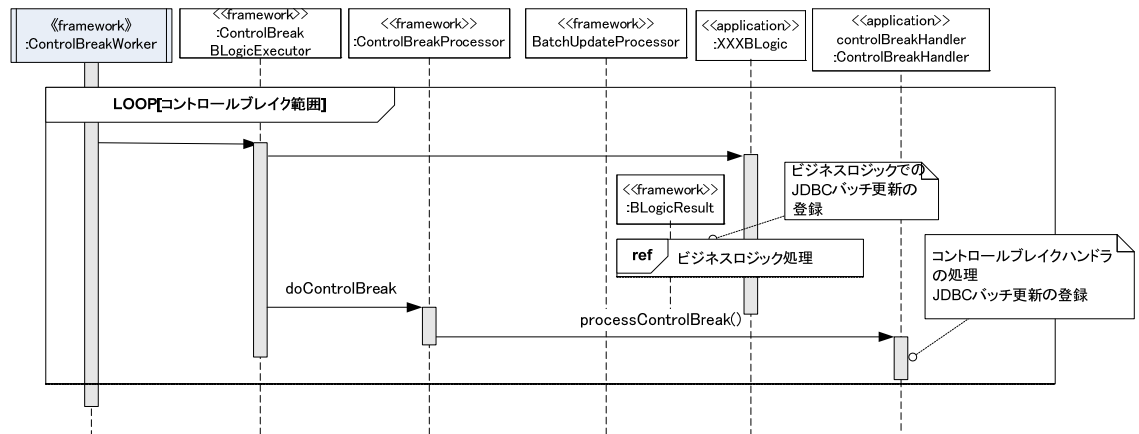 《framework》
:ControlBreakWorker
<<framework>>
:ControlBreak
BLogicExecutor
<<framework>>
:ControlBreakProcessor
<<framework>>
BatchUpdateProcessor
<<application>>
:XXXBLogic
<<application>>
controlBreakHandler
:ControlBreakHandler
LOOP[コントロールブレイク範囲]
ビジネスロジックでの
JDBCバッチ更新の
登録
<<framework>>
:BLogicResult
ref
ビジネスロジック処理
コントロールブレイクハンドラ
の処理
JDBCバッチ更新の登録
doControlBreak
processControlBreak()